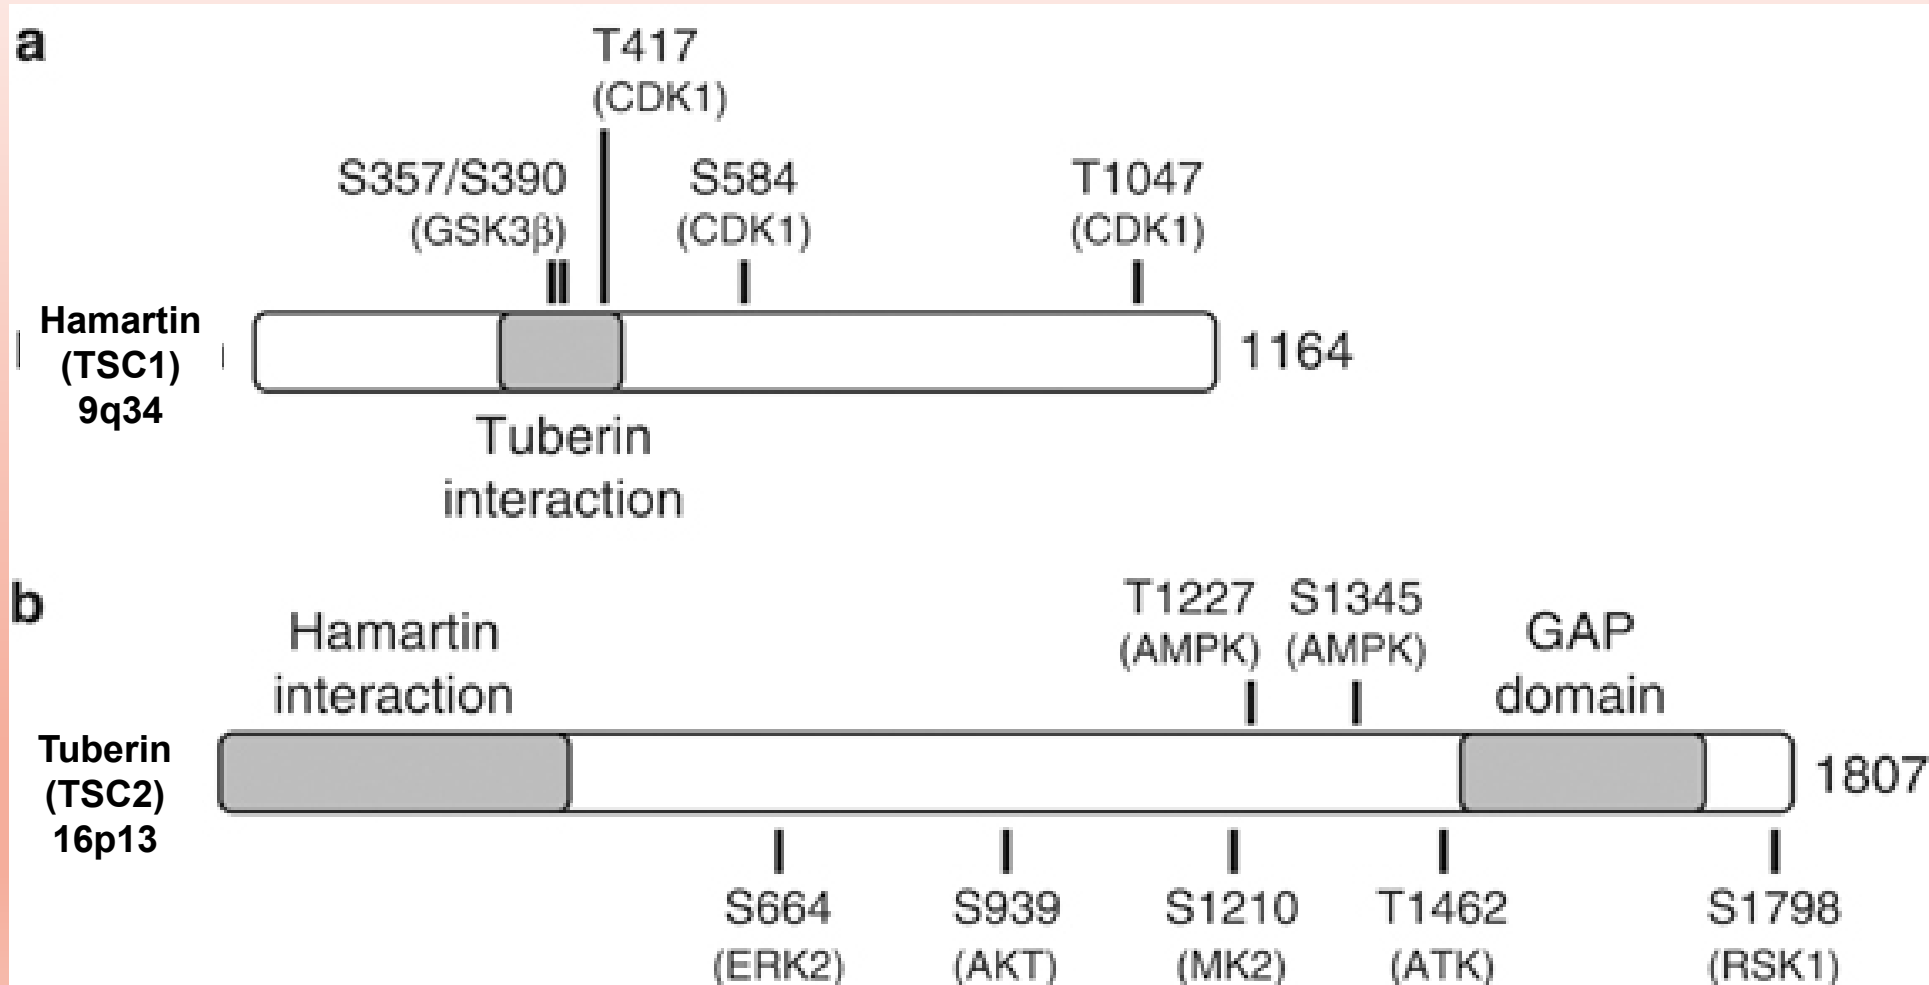 a
T417
(CDK1)
S357/S390
(GSK3β)
S584
(CDK1)
T1047
(CDK1)
Hamartin
(TSC1)
9q34
1164
Tuberin
interaction
b
Hamartin
interaction
T1227
(AMPK)
S1345
(AMPK)
GAP
domain
Tuberin
(TSC2)
16p13
1807
S664
(ERK2)
S939
(AKT)
S1210
(MK2)
T1462
(ATK)
S1798
(RSK1)